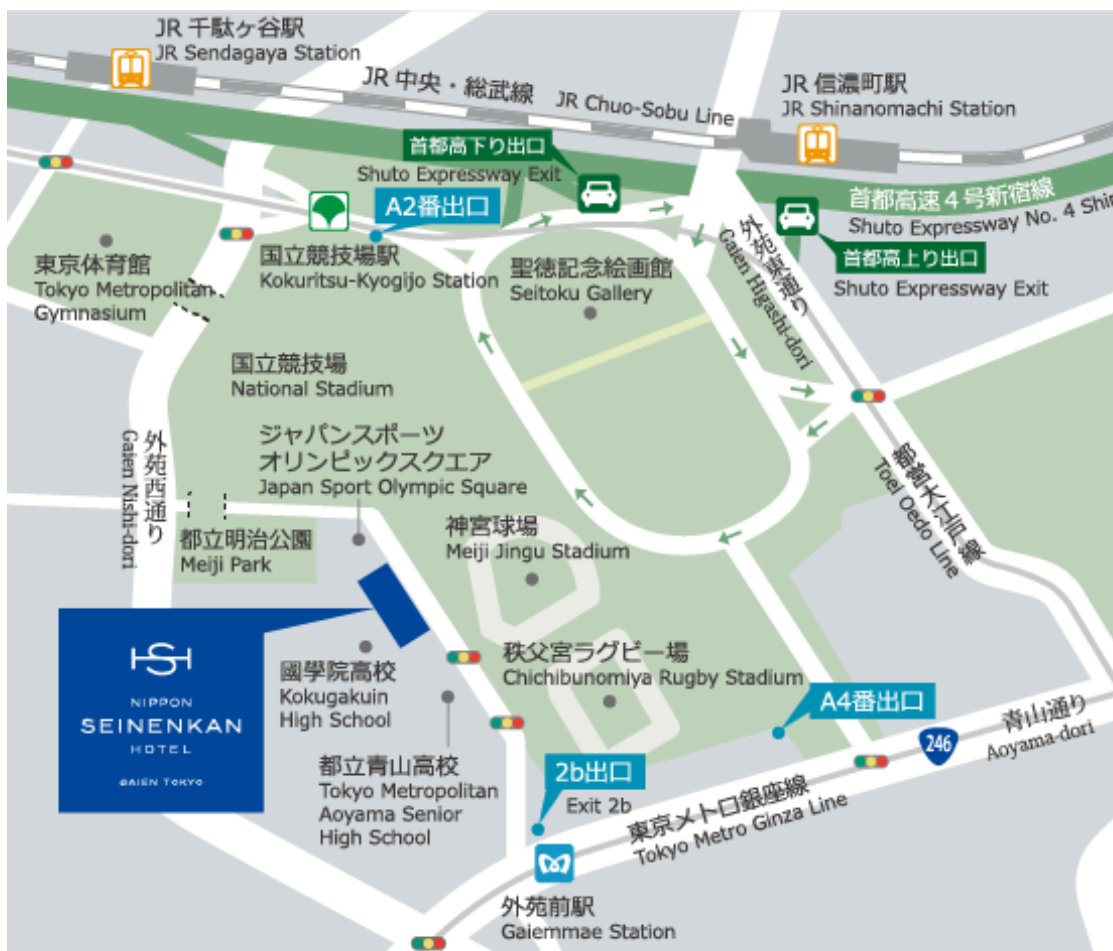 JR 千駄ヶ谷駅
JR Sendagaya Station
JR 中央・総武線
JR Chuo-Sobu Line
JR 信濃町駅
JR Shinanomachi Station
首都高下り出口
Shuto Expressway Exit
首都高速４号新宿線
Shuto Expressway No. 4 Shin
A2番出口
国立競技場駅
Kokuritsu-Kyogijo Station
外苑東通り
Gaien Higashi-dori
首都高上り出口
Shuto Expressway Exit
東京体育館
Tokyo Metropolitan
Gymnasium
聖徳記念絵画館
Seitoku Gallery
国立競技場
National Stadium
外苑西通り
Gaien Nishi-dori
ジャパンスポーツ
オリンピックスクエア
Japan Sport Olympic Square
都営大江戸線
Toei Oedo Line
都立明治公園
Meiji Park
神宮球場
Meiji Jingu Stadium
NIPPON
SEINENKAN
HOTEL
GAIEN TOKYO
國學院高校
Kokugakuin
High School
秩父宮ラグビー場
Chichibunomiya Rugby Stadium
都立青山高校
Tokyo Metropolitan
Aoyama Senior
High School
A4番出口
青山通り
Aoyama-dori
246
2b出口
Exit 2b
東京メトロ銀座線
Tokyo Metro Ginza Line
外苑前駅
Gaiemmae Station